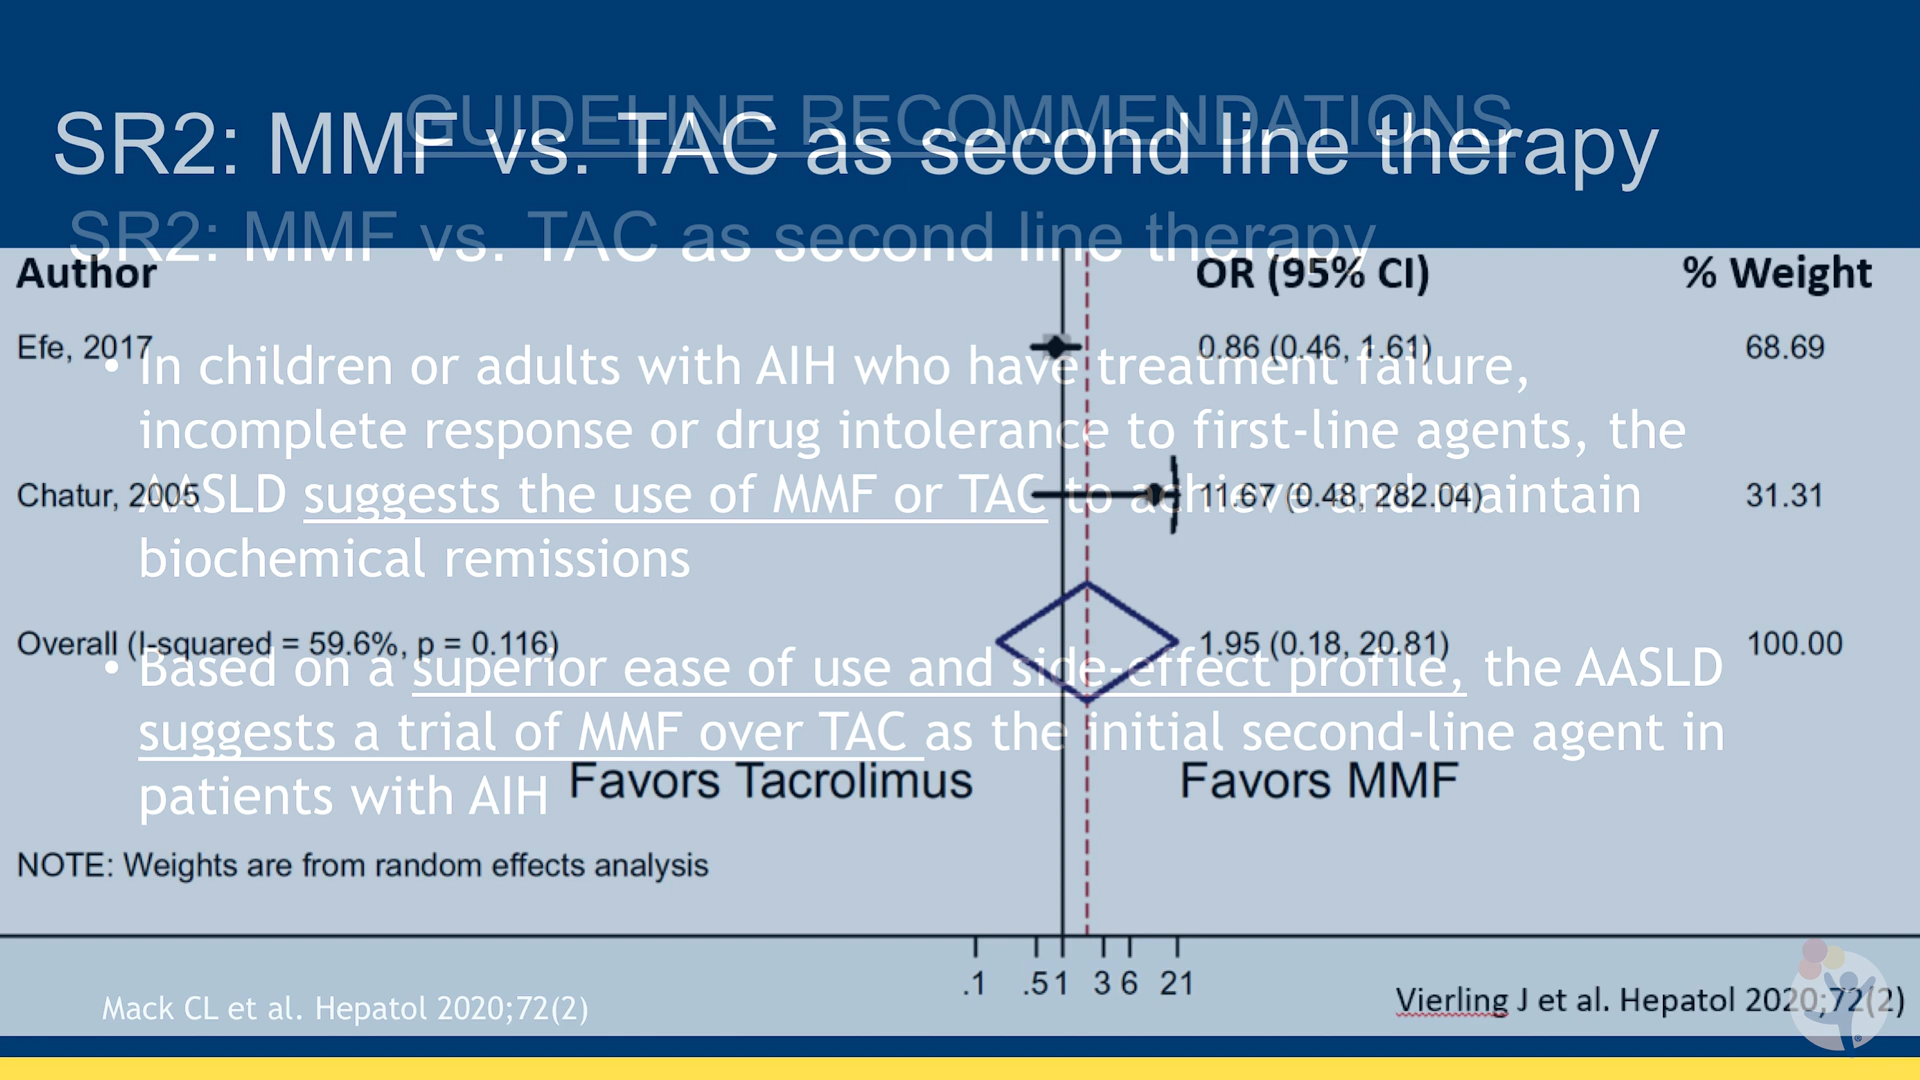 GUIDELINE RECOMMENDATIONS
SR2: MMF vs. TAC as second line therapy
SR2: MMF vs. TAC as second line therapy
Author OR (95% CI) % Weight
Efe, 2017 0.86 (0.46, 1.61) 68.69
Chatur, 2005 11.67 (0.48, 282.04) 31.31
Overall (I-squared = 59.6%, p = 0.116) 1.95 (0.18, 20.81) 100.00
Favors Tacrolimus Favors MMF
NOTE: Weights are from random effects analysis
.1 .5 1 3 6 21
Vierling J et al. Hepatol 2020;72(2)
• In children or adults with AIH who have treatment failure,
incomplete response or drug intolerance to first-line agents, the
AASLD suggests the use of MMF or TAC to achieve and maintain
biochemical remissions
• Based on a superior ease of use and side-effect profile, the AASLD
suggests a trial of MMF over TAC as the initial second-line agent in
patients with AIH
Mack CL et al. Hepatol 2020;72(2)